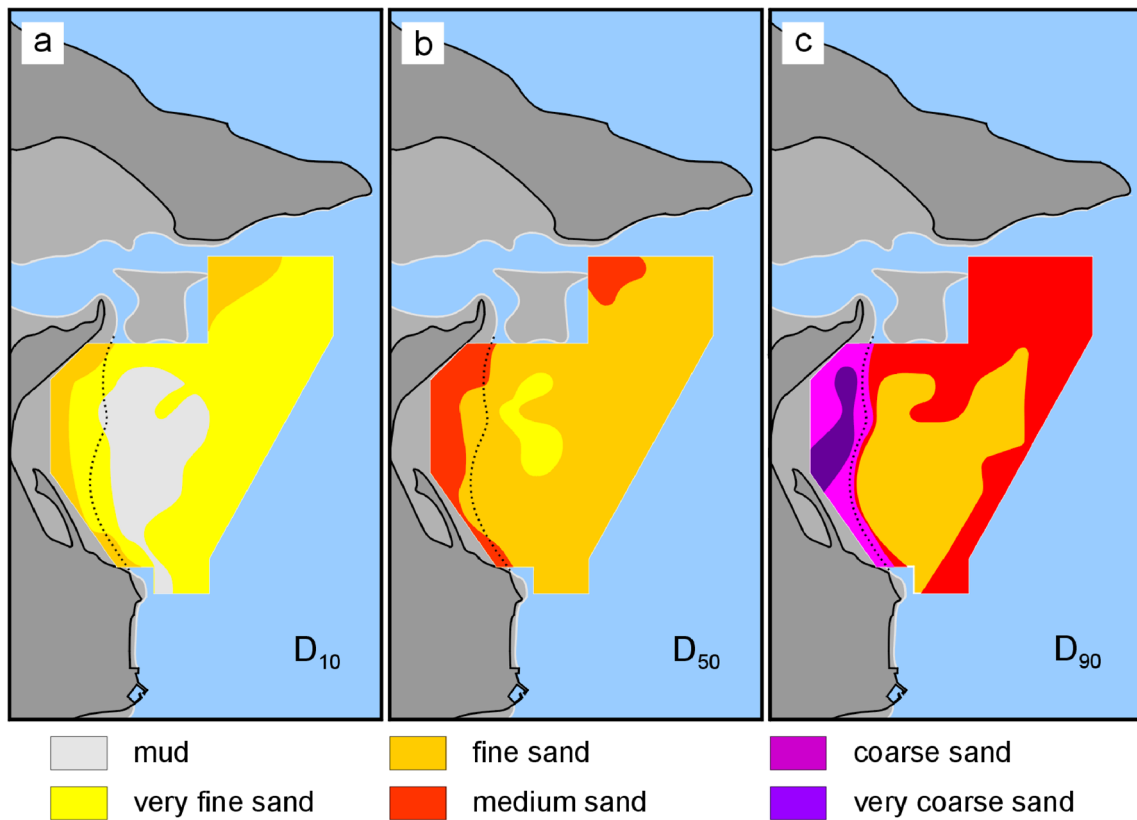 a b c
D10 D50 D90
mud fine sand coarse sand
very fine sand medium sand very coarse sand